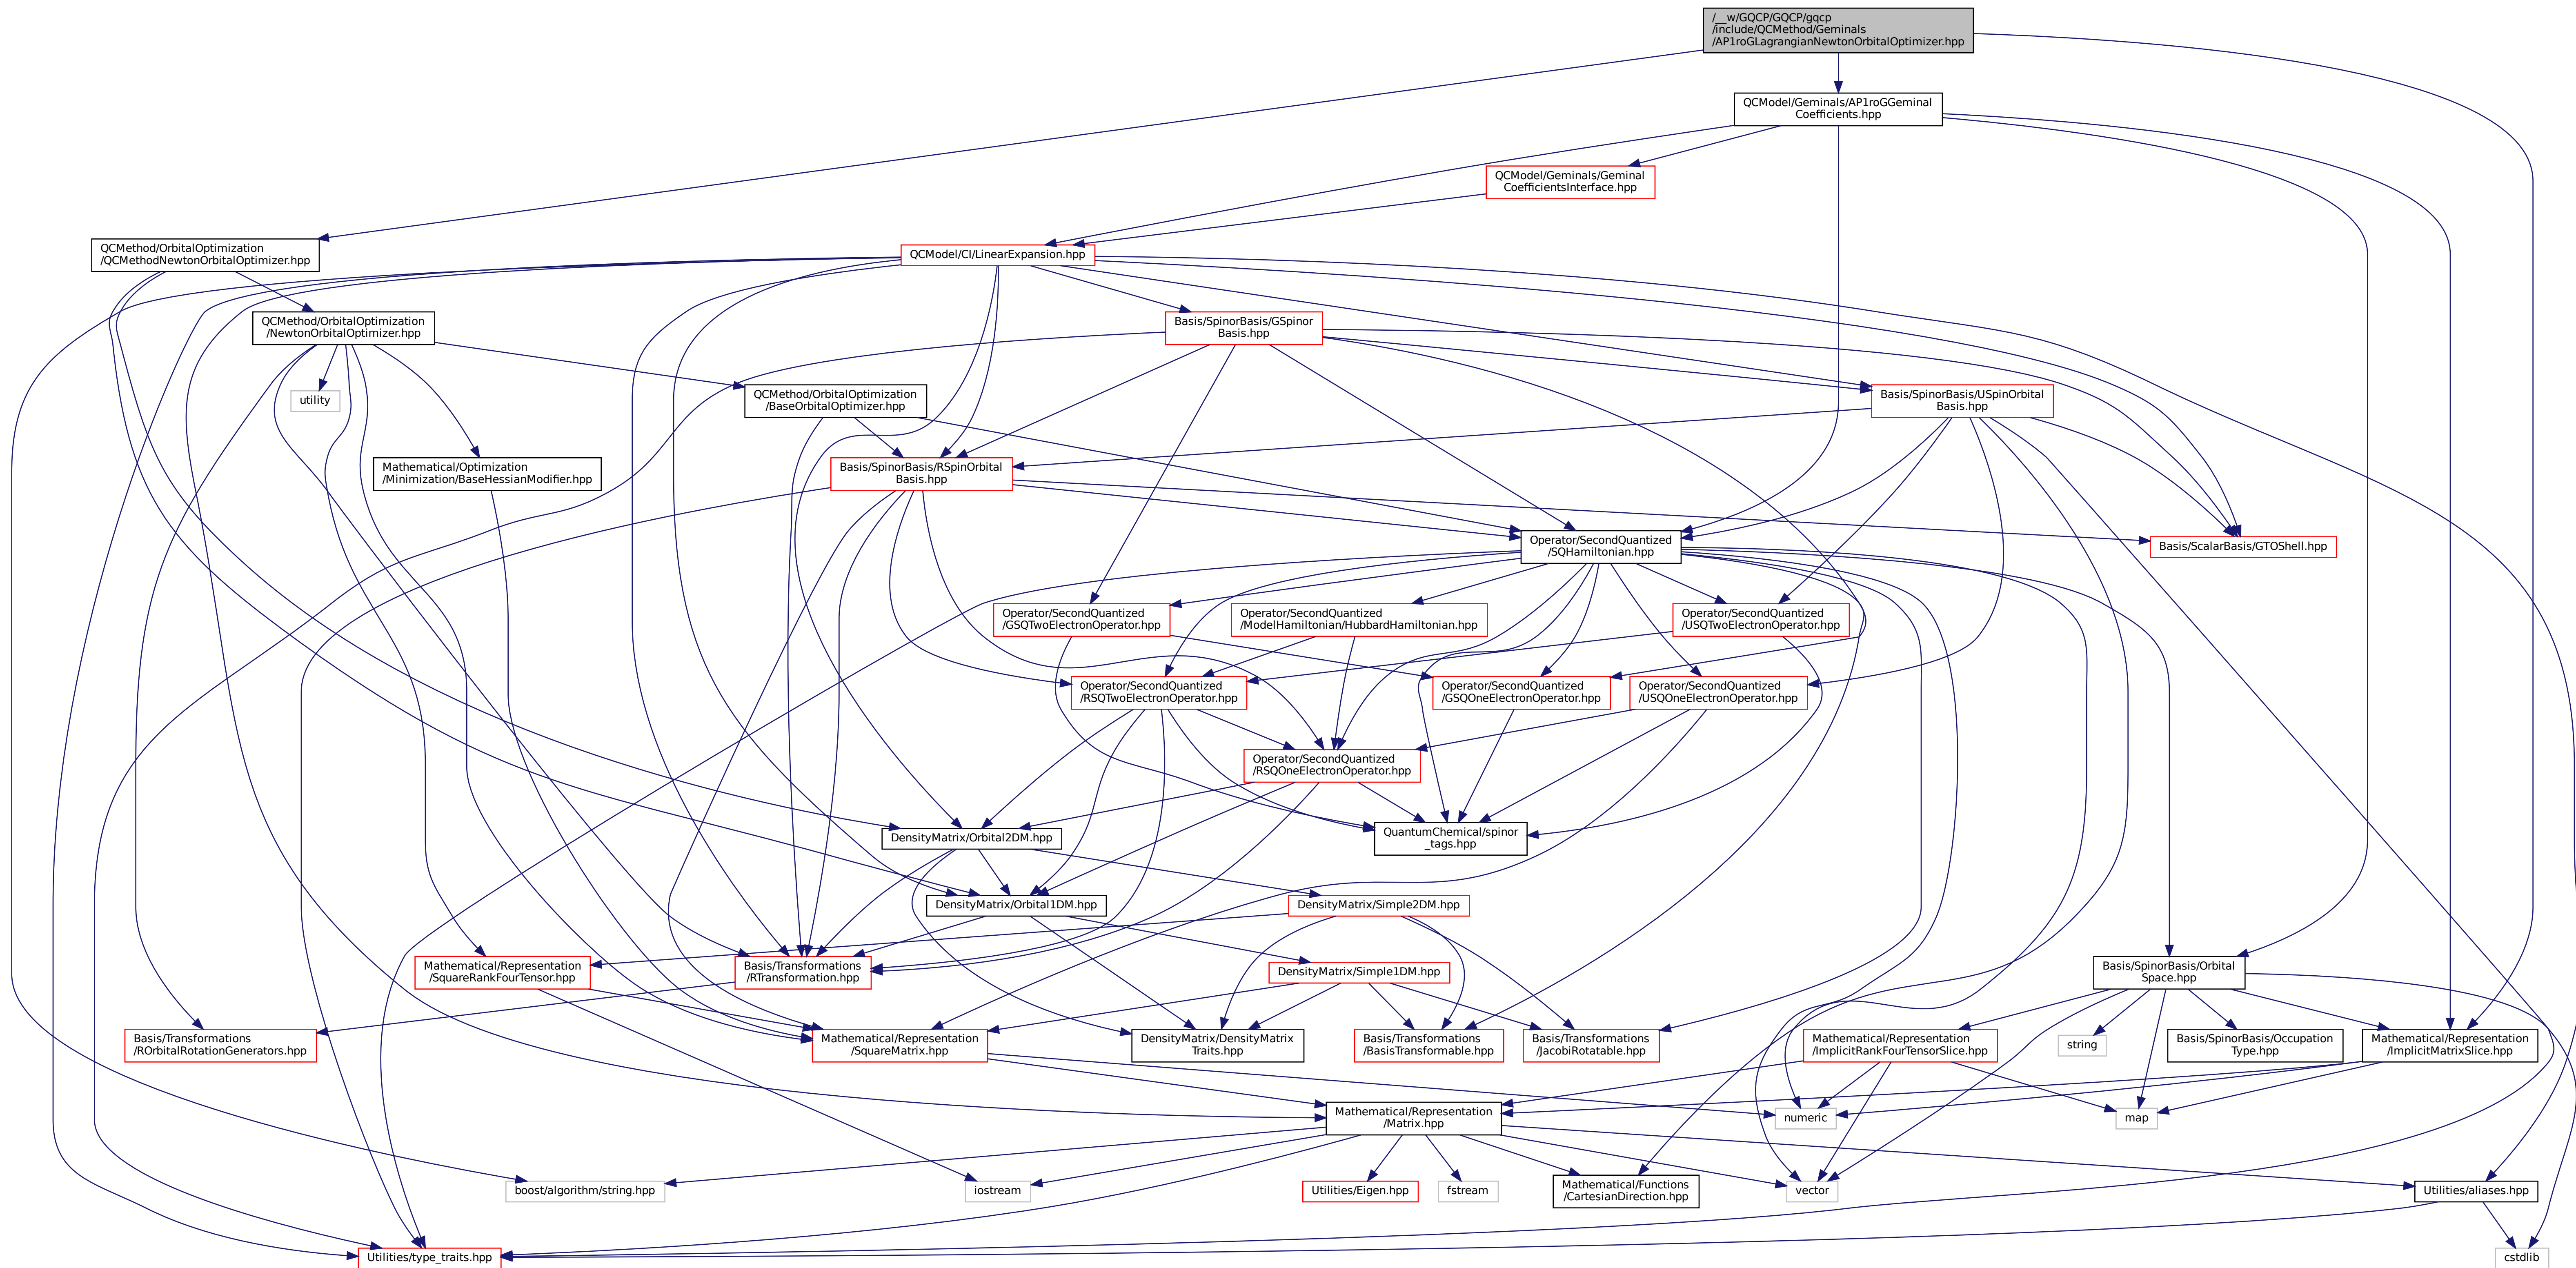 /__w/GQCP/GQCP/gqcp
/include/QCMethod/Geminals
/AP1roGLagrangianNewtonOrbitalOptimizer.hpp
QCModel/Geminals/AP1roGGeminal
Coefficients.hpp
QCModel/Geminals/Geminal
CoefficientsInterface.hpp
QCMethod/OrbitalOptimization
/QCMethodNewtonOrbitalOptimizer.hpp
QCModel/CI/LinearExpansion.hpp
QCMethod/OrbitalOptimization
/NewtonOrbitalOptimizer.hpp
Basis/SpinorBasis/GSpinor
Basis.hpp
utility
QCMethod/OrbitalOptimization
/BaseOrbitalOptimizer.hpp
Basis/SpinorBasis/USpinOrbital
Basis.hpp
Mathematical/Optimization
/Minimization/BaseHessianModifier.hpp
Basis/SpinorBasis/RSpinOrbital
Basis.hpp
Operator/SecondQuantized
/SQHamiltonian.hpp
Basis/ScalarBasis/GTOShell.hpp
Operator/SecondQuantized
/GSQTwoElectronOperator.hpp
Operator/SecondQuantized
/ModelHamiltonian/HubbardHamiltonian.hpp
Operator/SecondQuantized
/USQTwoElectronOperator.hpp
Operator/SecondQuantized
/RSQTwoElectronOperator.hpp
Operator/SecondQuantized
/GSQOneElectronOperator.hpp
Operator/SecondQuantized
/USQOneElectronOperator.hpp
Operator/SecondQuantized
/RSQOneElectronOperator.hpp
DensityMatrix/Orbital2DM.hpp
QuantumChemical/spinor
_tags.hpp
DensityMatrix/Orbital1DM.hpp
DensityMatrix/Simple2DM.hpp
Mathematical/Representation
/SquareRankFourTensor.hpp
Basis/Transformations
/RTransformation.hpp
DensityMatrix/Simple1DM.hpp
Basis/SpinorBasis/Orbital
Space.hpp
Basis/Transformations
/ROrbitalRotationGenerators.hpp
Mathematical/Representation
/SquareMatrix.hpp
DensityMatrix/DensityMatrix
Traits.hpp
Basis/Transformations
/BasisTransformable.hpp
Basis/Transformations
/JacobiRotatable.hpp
Mathematical/Representation
/ImplicitRankFourTensorSlice.hpp
string
Basis/SpinorBasis/Occupation
Type.hpp
Mathematical/Representation
/ImplicitMatrixSlice.hpp
Mathematical/Representation
/Matrix.hpp
numeric
map
boost/algorithm/string.hpp
iostream
Utilities/Eigen.hpp
fstream
Mathematical/Functions
/CartesianDirection.hpp
vector
Utilities/aliases.hpp
Utilities/type_traits.hpp
cstdlib